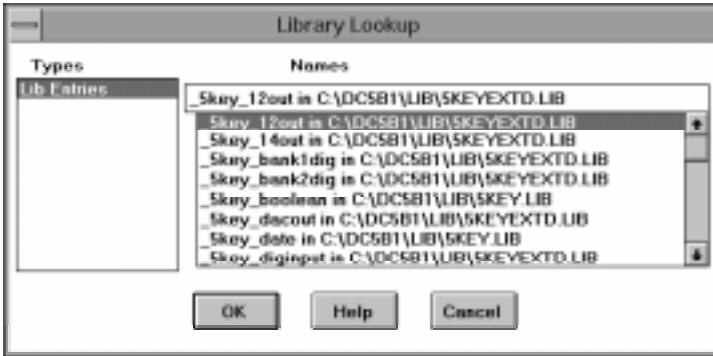 Library Lookup
Types
Names
Lib Entries
_5key_12out in C:\DC5B1\LIB\5KEYEXTD.LIB
_5key_12out in C:\DC5B1\LIB\5KEYEXTD.LIB
_5key_14out in C:\DC5B1\LIB\5KEYEXTD.LIB
_5key_bank1dig in C:\DC5B1\LIB\5KEYEXTD.LIB
_5key_bank2dig in C:\DC5B1\LIB\5KEYEXTD.LIB
_5key_boolean in C:\DC5B1\LIB\5KEY.LIB
_5key_dacout in C:\DC5B1\LIB\5KEYEXTD.LIB
_5key_date in C:\DC5B1\LIB\5KEY.LIB
_5key_diginput in C:\DC5B1\LIB\5KEYEXTD.LIB
OK
Help
Cancel